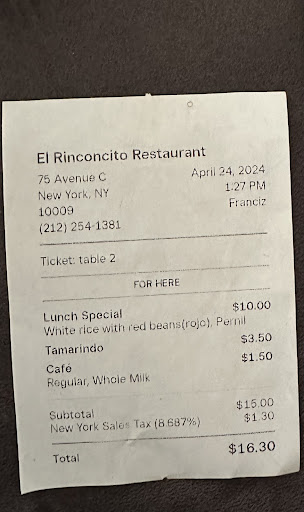 El Rinconcito Restaurant
75 Avenue C April 24, 2024
New York, NY 1:27 PM
10009 Franciz
(212) 254-1381
Ticket: table 2
FOR HERE
Lunch Special $10.00
White rice with red beans(rojo), Pernil
Tamarindo $3.50
Café $1.50
Regular, Whole Milk
Subtotal $15.00
New York Sales Tax (8.687%) $1.30
Total $16.30